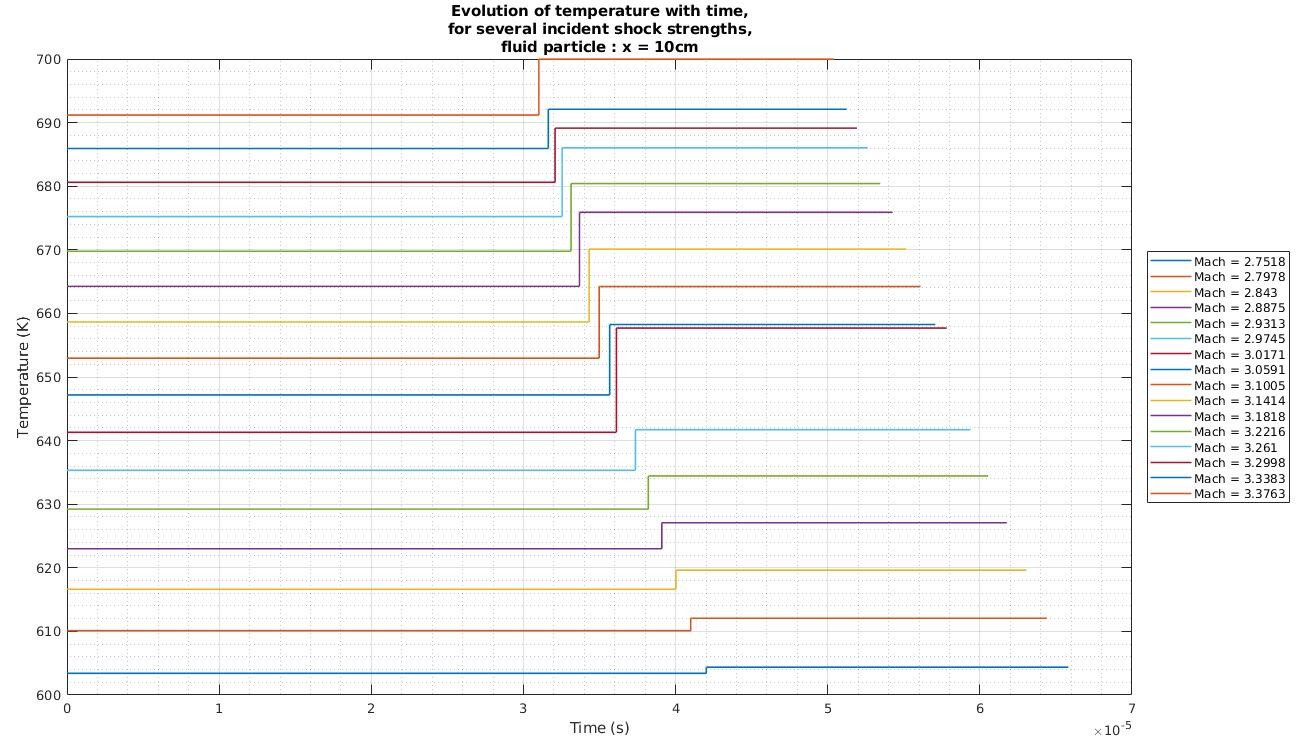 Evolution of temperature with time,
for several incident shock strengths,
fluid particle : x = 10cm
700
690
680
670
660
650
640
630
620
610
600
Temperature (K)
0 1 2 3 4 5 6 7
Time (s)
×10-5
Mach = 2.7518
Mach = 2.7978
Mach = 2.843
Mach = 2.8875
Mach = 2.9313
Mach = 2.9745
Mach = 3.0171
Mach = 3.0591
Mach = 3.1005
Mach = 3.1414
Mach = 3.1818
Mach = 3.2216
Mach = 3.261
Mach = 3.2998
Mach = 3.3383
Mach = 3.3763